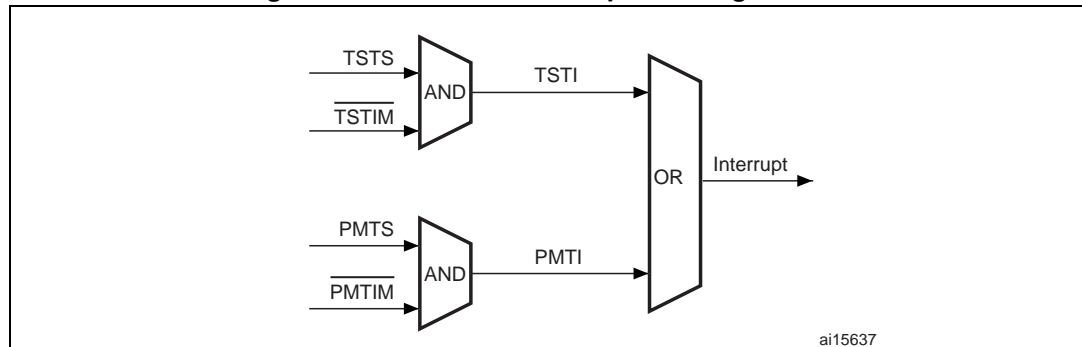 TSTS
AND
TSTI
TSTIM
OR
Interrupt
PMTS
AND
PMTI
PMTIM
ai15637